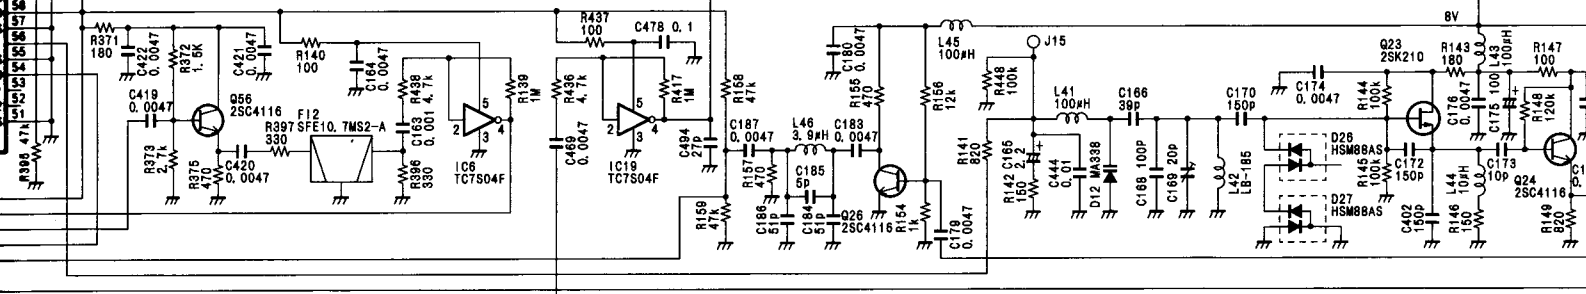 58
57
56
55
54
53
52
51
R371
180
C422
0.0047
R372
1.5K
C421
0.0047
C419
0.0047
Q56
2SC4116
R373
2.7k
R375
470
C420
0.0047
R397
330
FI2
SFE10.7MS2-A
R140
100
C164
0.0047
R438
4.7k
C163
0.001
R396
330
5
2
4
3
IC6
TC7S04F
R139
1M
R437
100
C478 0.1
R436
4.7k
C469
0.0047
5
2
4
3
IC19
TC7S04F
R417
1M
C494
27p
R158
47k
C187
0.0047
R157
470
R159
47k
C186
51p
L46
3.9μH
C185
5p
C184
51p
C183
0.0047
Q26
2SC4116
C180
0.0047
R155
470
R156
12k
R154
1k
C179
0.0047
L45
100μH
R448
100k
J15
R141
820
C165
2.2
+
R142
150
L41
100μH
C444
0.01
D12 MA338
C166
39p
C168 100P
C169 20p
C170
150p
L42
LB-185
D26
HSM88AS
D27
HSM88AS
C174
0.0047
R144
100k
R145
100k
Q23
2SK210
R143
180
8V
L43
100μH
C176
0.0047
C175 100
+
R147
100
R148
120k
C172
150p
C402
150p
L44
10μH
R146
150
C173
10p
Q24
2SC4116
R149
820